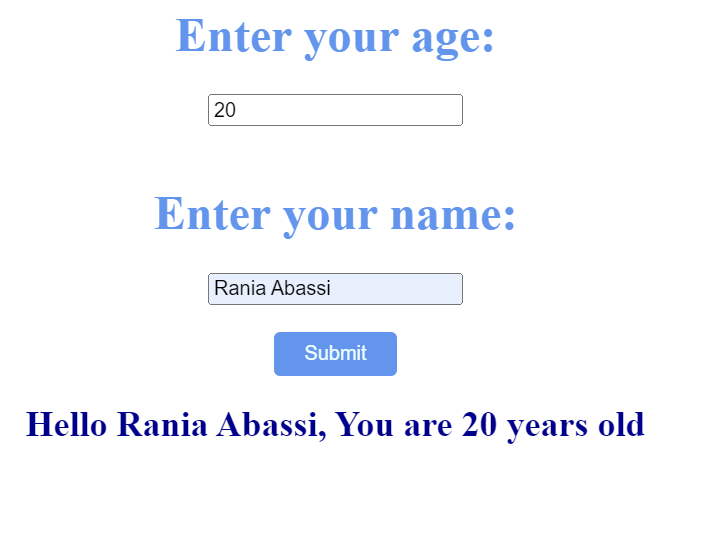 Enter your age:
20
Enter your name:
Rania Abassi
Submit
Hello Rania Abassi, You are 20 years old